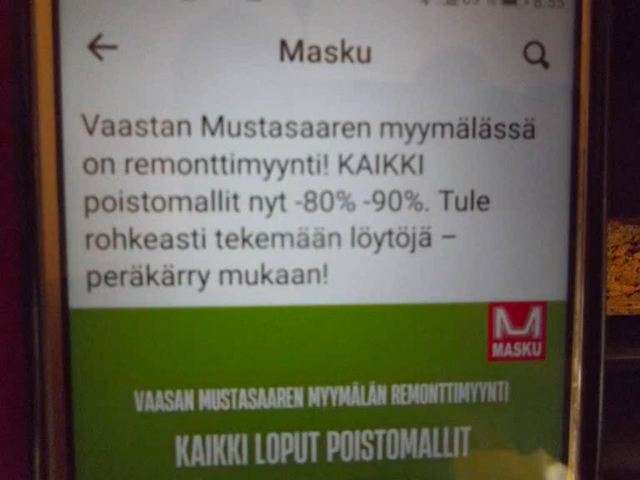 Masku
Vaastan Mustasaaren myymälässä
on remonttimyynti! KAIKKI
poistomallit nyt -80% -90%. Tule
rohkeasti tekemään löytöjä –
peräkärry mukaan!
MASKU
VAASAN MUSTASAAREN MYYMÄLÄN REMONTTIMYYNTI
KAIKKI LOPUT POISTOMALLIT